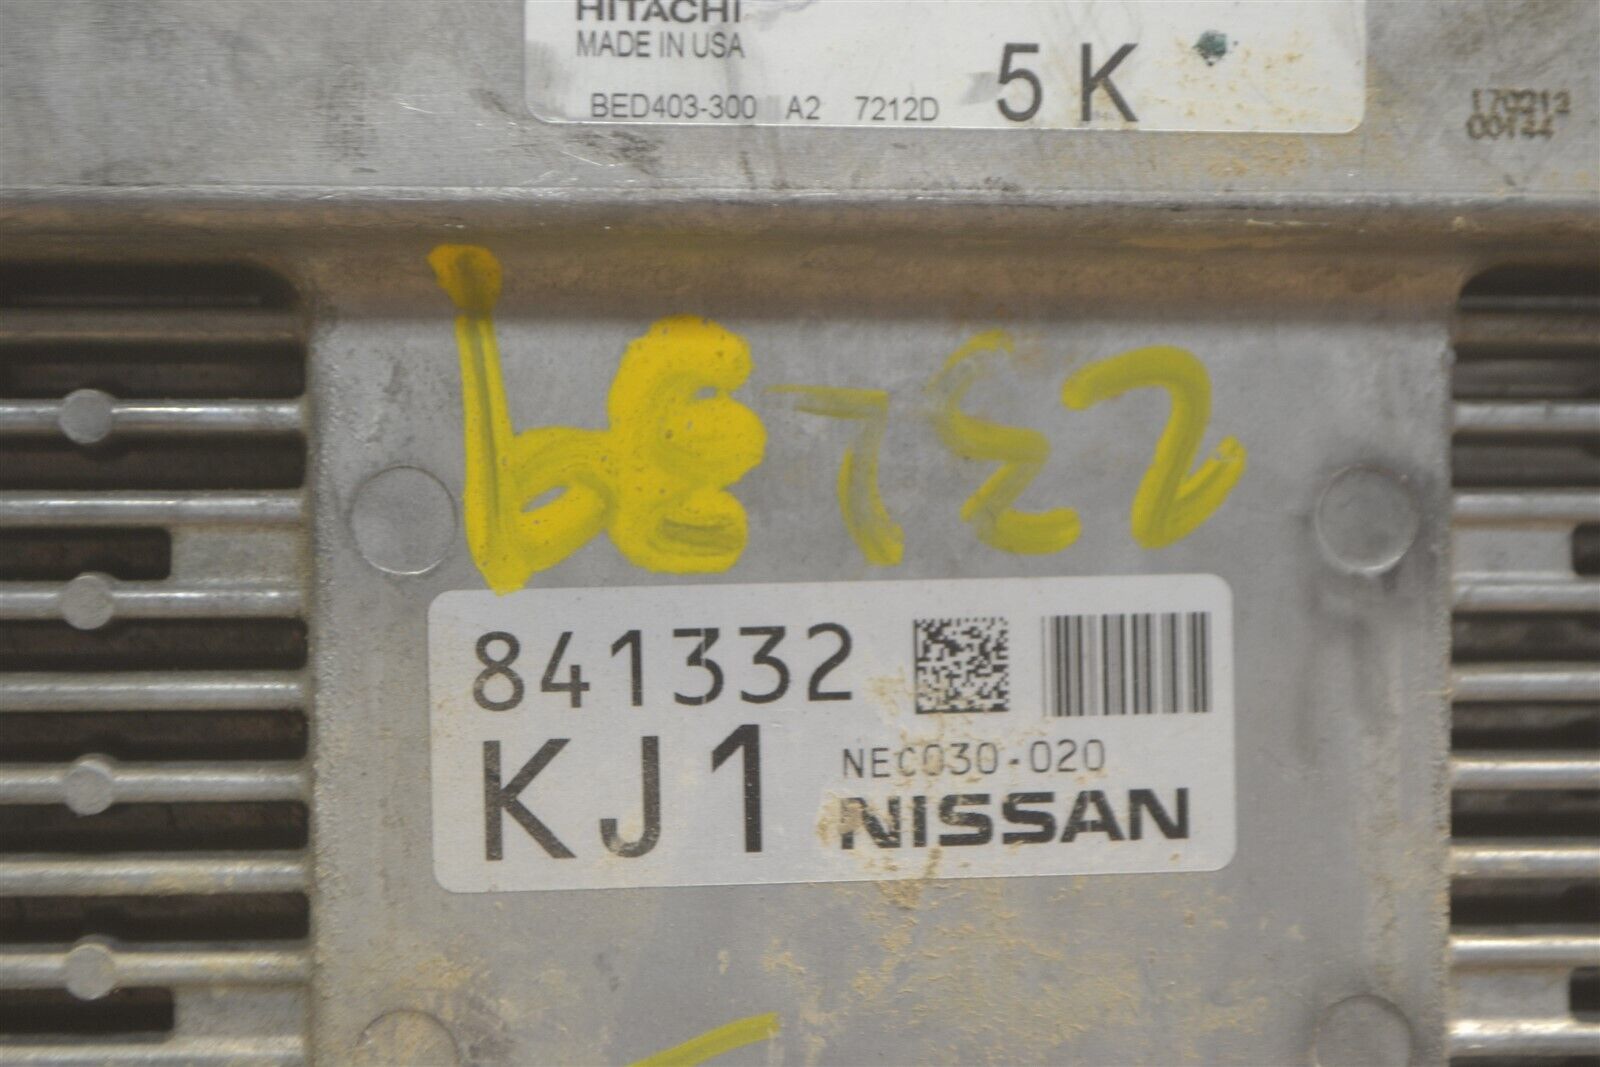 HITACHI
MADE IN USA
BED403-300 A2 7212D 5 K
170213
00144
841332
KJ1
NEC030-020
NISSAN